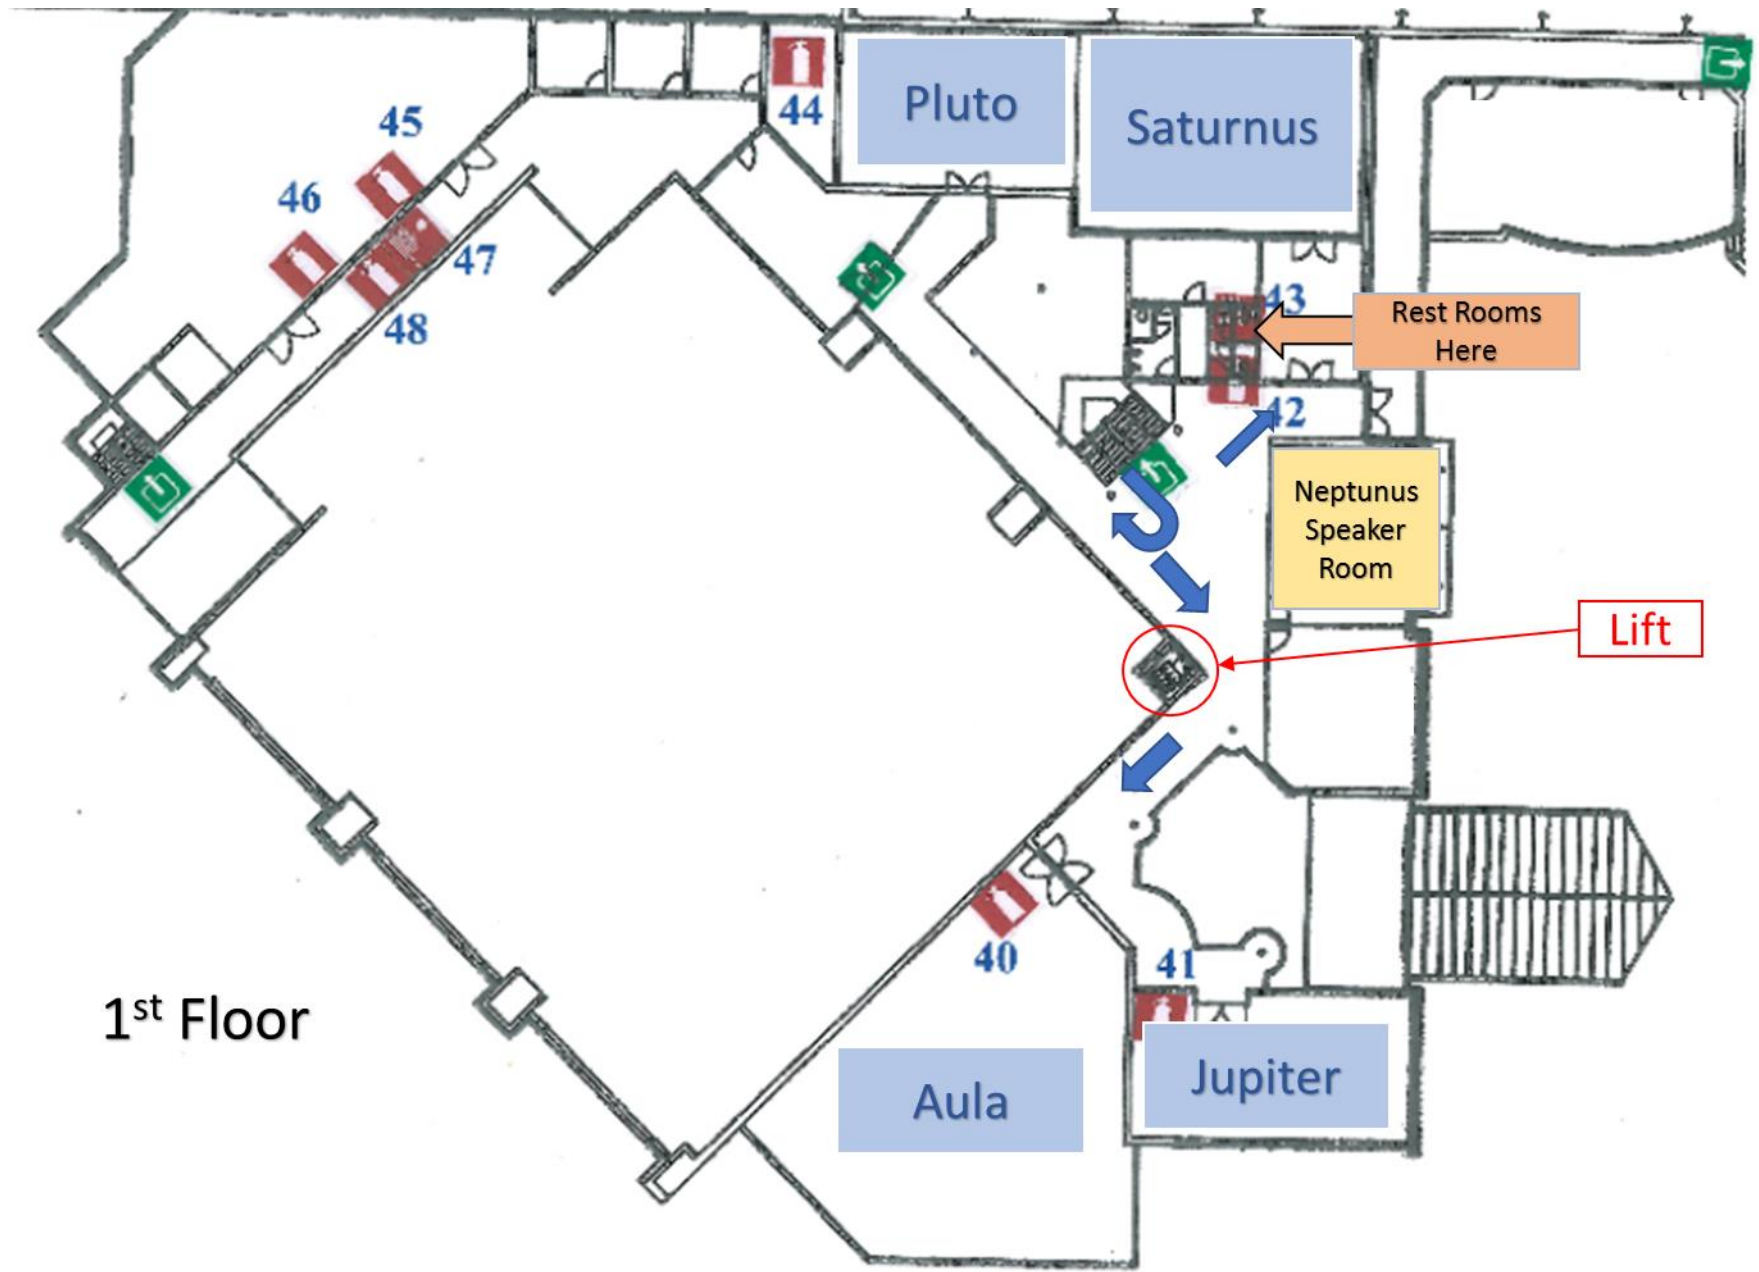 44
Pluto
Saturnus
45
46
47
48
43
Rest Rooms
Here
42
Neptunus
Speaker
Room
Lift
40
41
1st Floor
Aula
Jupiter